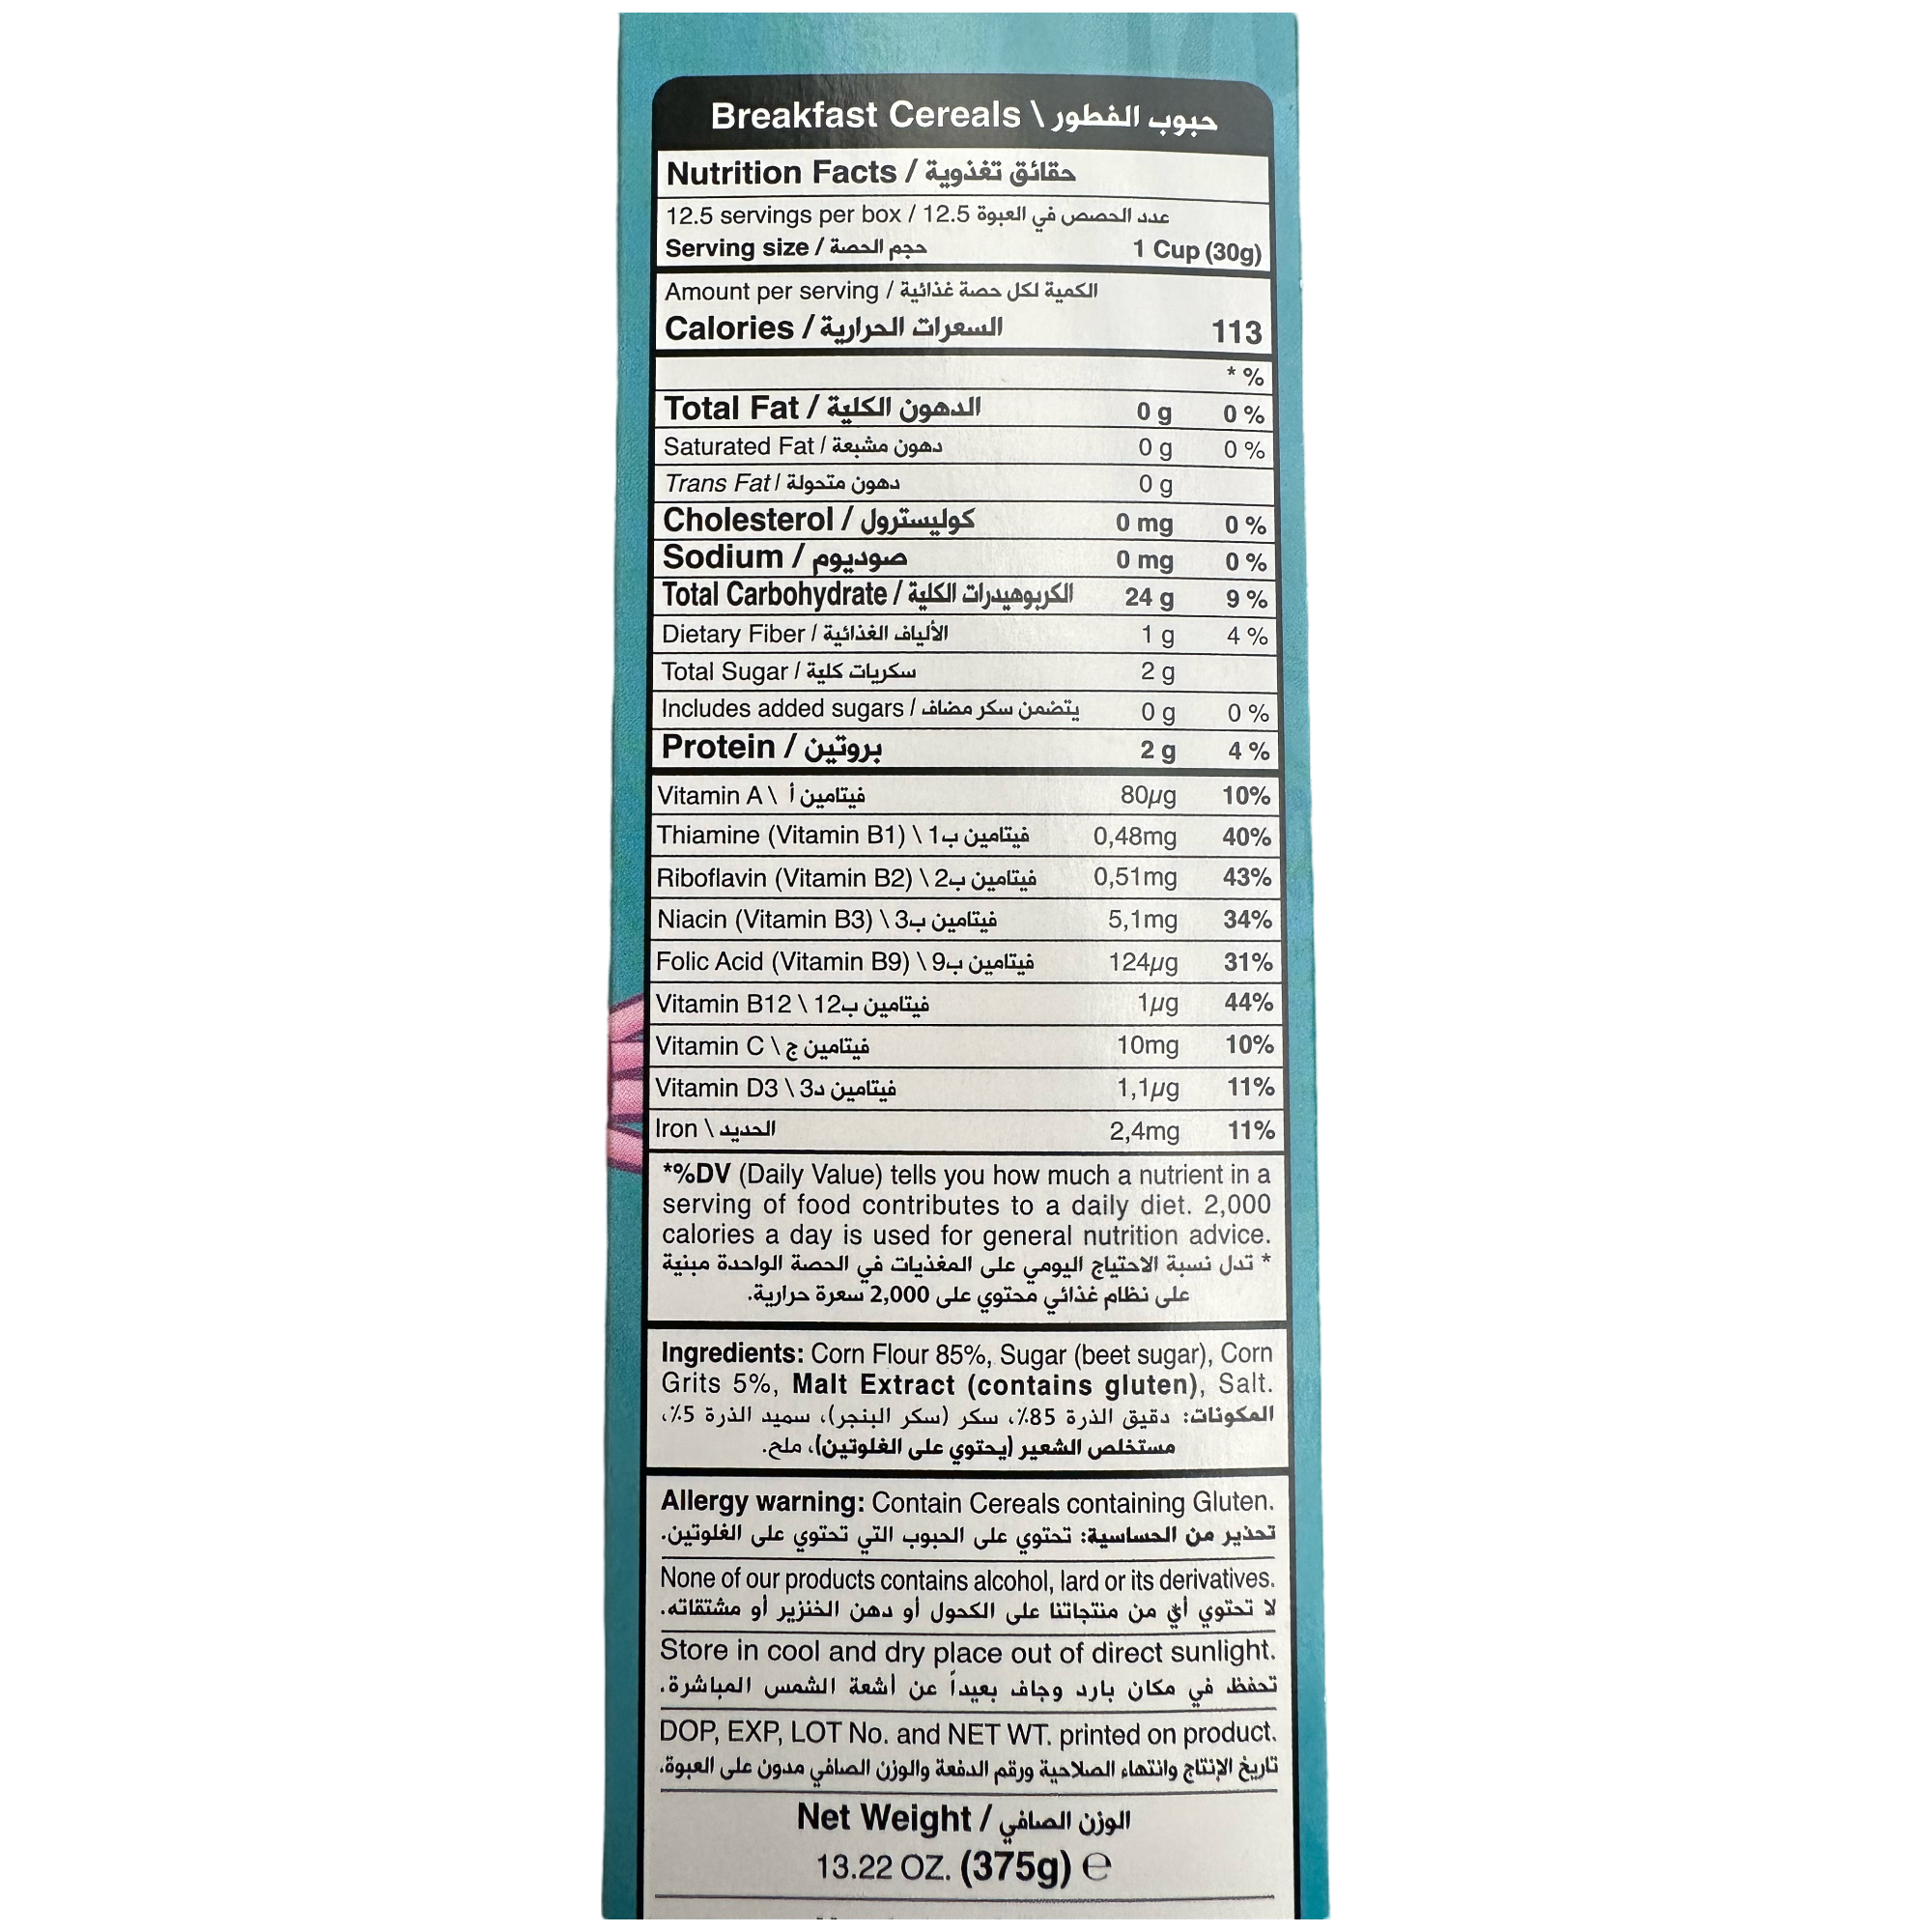 Breakfast Cereals \ حبوب الفطور
Nutrition Facts / حقائق تغذوية
12.5 servings per box / عدد الحصص في العبوة 12.5
Serving size / حجم الحصة 1 Cup (30g)
Amount per serving / الكمية لكل حصة غذائية
Calories / السعرات الحرارية 113
* %
Total Fat / الدهون الكلية 0 g 0 %
Saturated Fat / دهون مشبعة 0 g 0 %
Trans Fat / دهون متحولة 0 g
Cholesterol / كوليسترول 0 mg 0 %
Sodium / صوديوم 0 mg 0 %
Total Carbohydrate / الكربوهيدرات الكلية 24 g 9 %
Dietary Fiber / الألياف الغذائية 1 g 4 %
Total Sugar / سكريات كلية 2 g
Includes added sugars / يتضمن سكر مضاف 0 g 0 %
Protein / بروتين 2 g 4 %
Vitamin A \ فيتامين أ 80µg 10%
Thiamine (Vitamin B1) \ فيتامين ب1 0,48mg 40%
Riboflavin (Vitamin B2) \ فيتامين ب2 0,51mg 43%
Niacin (Vitamin B3) \ فيتامين ب3 5,1mg 34%
Folic Acid (Vitamin B9) \ فيتامين ب9 124µg 31%
Vitamin B12 \ فيتامين ب12 1µg 44%
Vitamin C \ فيتامين ج 10mg 10%
Vitamin D3 \ فيتامين د3 1,1µg 11%
Iron \ الحديد 2,4mg 11%
*%DV (Daily Value) tells you how much a nutrient in a
serving of food contributes to a daily diet. 2,000
calories a day is used for general nutrition advice.
* تدل نسبة الاحتياج اليومي على المغذيات في الحصة الواحدة مبنية
على نظام غذائي محتوي على 2,000 سعرة حرارية.
Ingredients: Corn Flour 85%, Sugar (beet sugar), Corn
Grits 5%, Malt Extract (contains gluten), Salt.
المكونات: دقيق الذرة 85٪، سكر (سكر البنجر)، سميد الذرة 5٪،
مستخلص الشعير (يحتوي على الغلوتين)، ملح.
Allergy warning: Contain Cereals containing Gluten.
تحذير من الحساسية: تحتوي على الحبوب التي تحتوي على الغلوتين.
None of our products contains alcohol, lard or its derivatives.
لا تحتوي أيّ من منتجاتنا على الكحول أو دهن الخنزير أو مشتقاته.
Store in cool and dry place out of direct sunlight.
تحفظ في مكان بارد وجاف بعيداً عن أشعة الشمس المباشرة.
DOP, EXP, LOT No. and NET WT. printed on product.
تاريخ الإنتاج وانتهاء الصلاحية ورقم الدفعة والوزن الصافي مدون على العبوة.
Net Weight / الوزن الصافي
13.22 OZ. (375g) ℮